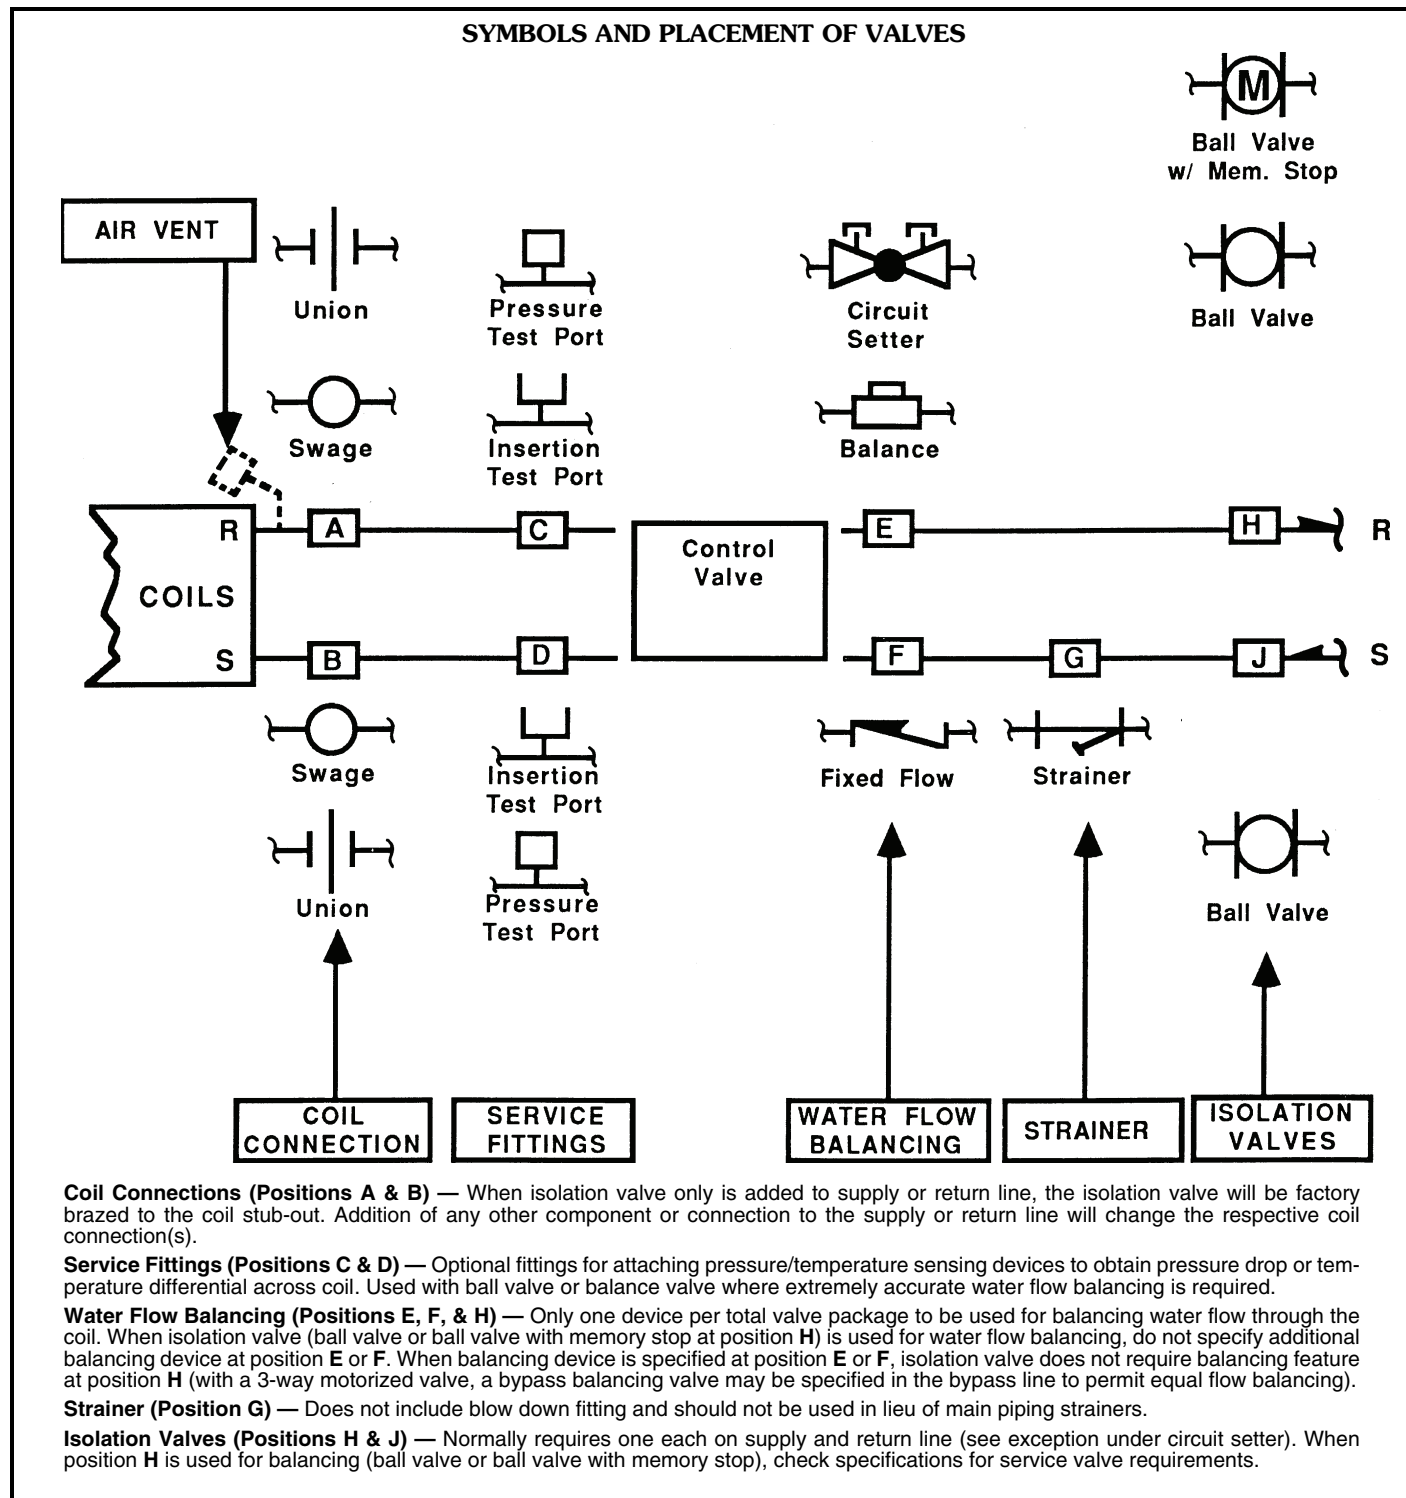 SYMBOLS AND PLACEMENT OF VALVES
M
Ball Valve
w/ Mem. Stop
AIR VENT
Union
Pressure
Test Port
Circuit
Setter
Ball Valve
Swage
Insertion
Test Port
Balance
R
A
C
Control
Valve
E
H
R
COILS
S
B
D
F
G
J
S
Swage
Insertion
Test Port
Fixed Flow
Strainer
Union
Pressure
Test Port
Ball Valve
COIL
CONNECTION
SERVICE
FITTINGS
WATER FLOW
BALANCING
STRAINER
ISOLATION
VALVES
Coil Connections (Positions A & B) — When isolation valve only is added to supply or return line, the isolation valve will be factory
brazed to the coil stub-out. Addition of any other component or connection to the supply or return line will change the respective coil
connection(s).
Service Fittings (Positions C & D) — Optional fittings for attaching pressure/temperature sensing devices to obtain pressure drop or tem-
perature differential across coil. Used with ball valve or balance valve where extremely accurate water flow balancing is required.
Water Flow Balancing (Positions E, F, & H) — Only one device per total valve package to be used for balancing water flow through the
coil. When isolation valve (ball valve or ball valve with memory stop at position H) is used for water flow balancing, do not specify additional
balancing device at position E or F. When balancing device is specified at position E or F, isolation valve does not require balancing feature
at position H (with a 3-way motorized valve, a bypass balancing valve may be specified in the bypass line to permit equal flow balancing).
Strainer (Position G) — Does not include blow down fitting and should not be used in lieu of main piping strainers.
Isolation Valves (Positions H & J) — Normally requires one each on supply and return line (see exception under circuit setter). When
position H is used for balancing (ball valve or ball valve with memory stop), check specifications for service valve requirements.